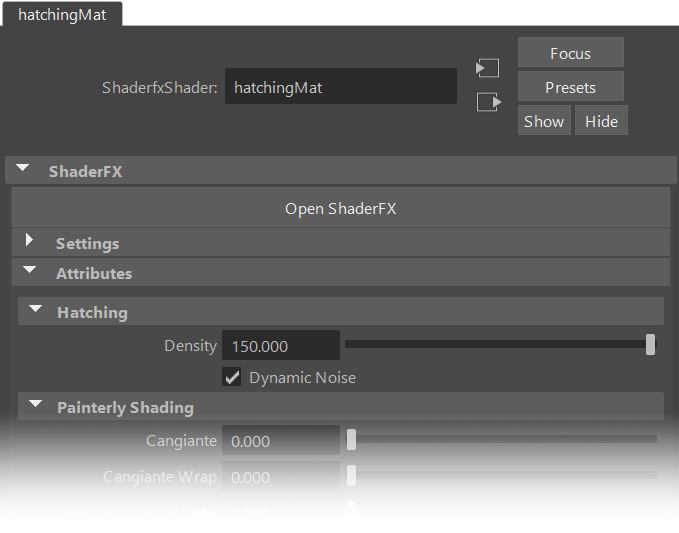 hatchingMat
Focus
ShaderfxShader: hatchingMat
Presets
Show Hide
ShaderFX
Open ShaderFX
Settings
Attributes
Hatching
Density 150.000
Dynamic Noise
Painterly Shading
Cangiante 0.000
Cangiante Wrap 0.000